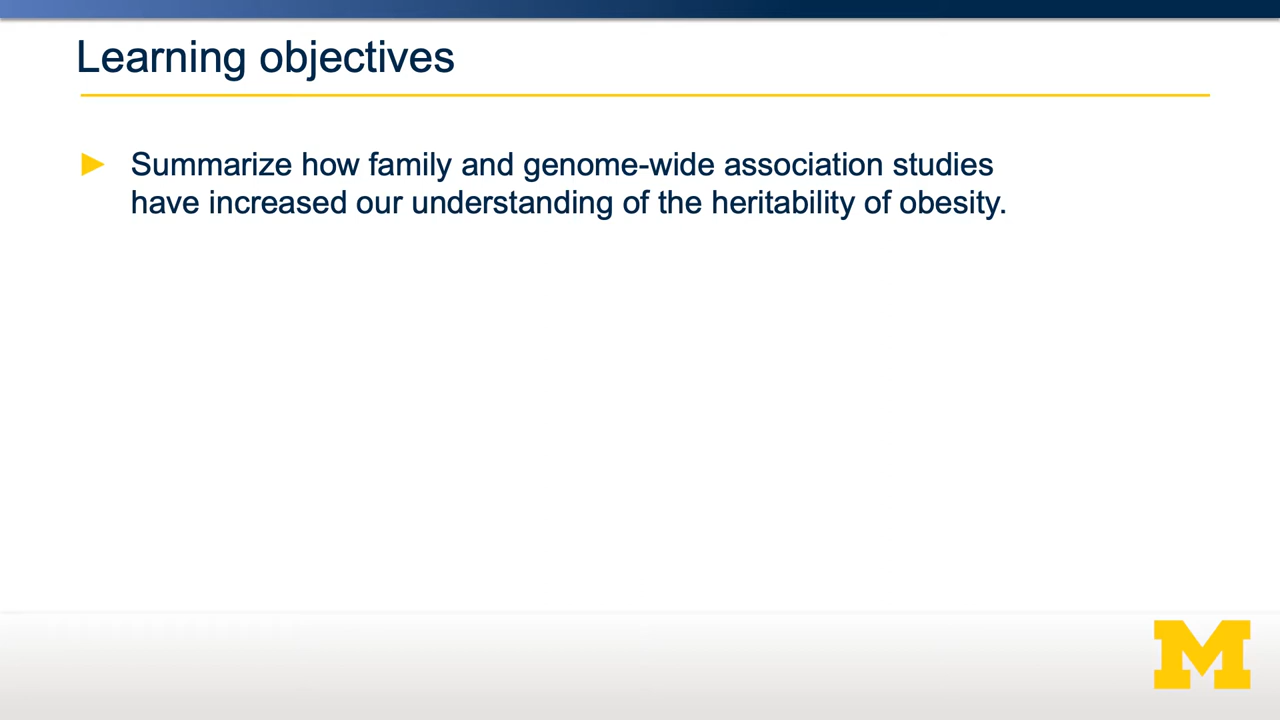 Learning objectives
Summarize how family and genome-wide association studies
have increased our understanding of the heritability of obesity.
M